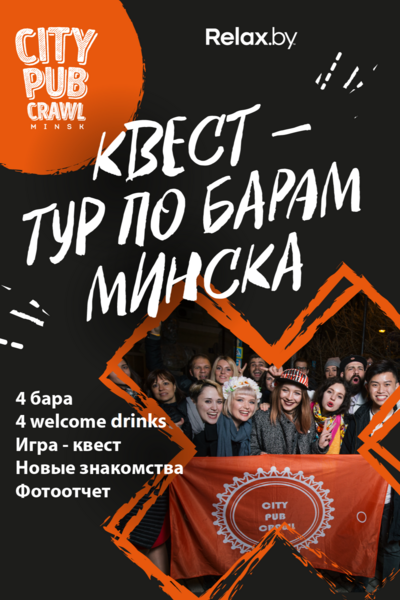 CITY
PUB
CRAWL
MINSK
Relax.by
КВЕСТ —
ТУР ПО БАРАМ
МИНСКА
4 бара
4 welcome drinks
Игра - квест
Новые знакомства
Фотоотчет
CITY
PUB
CRAWL